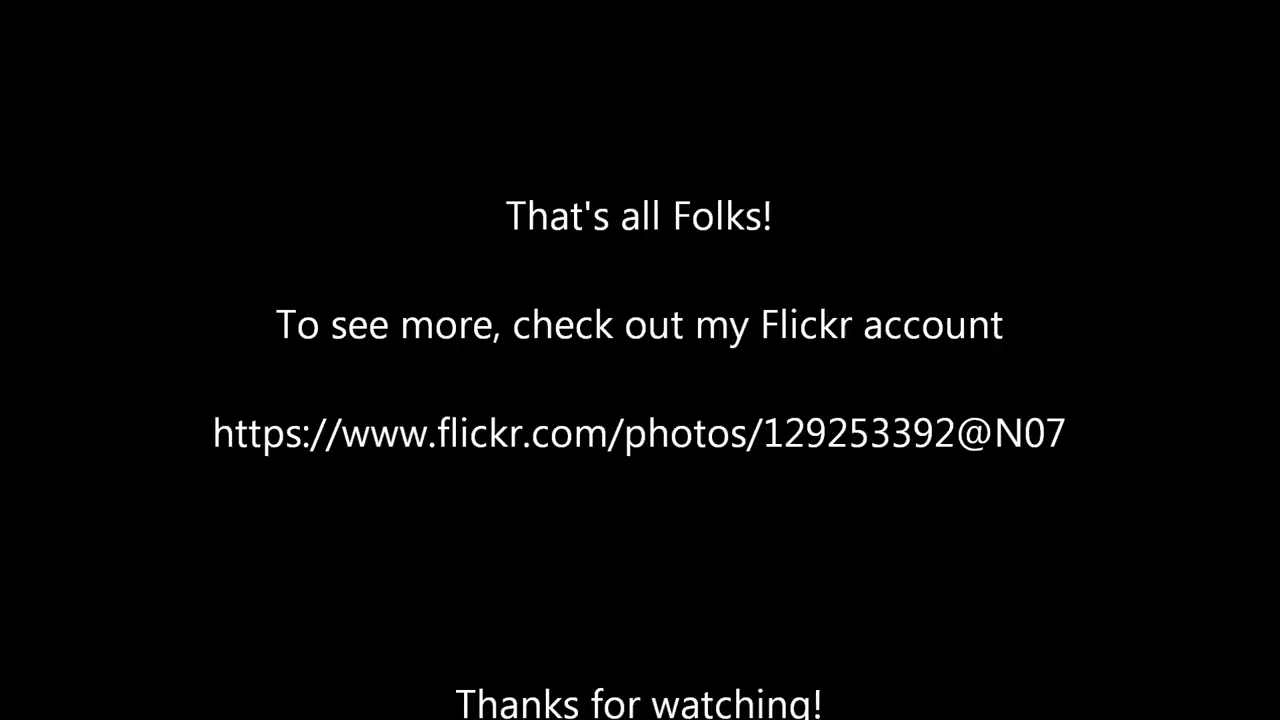 That's all Folks!
To see more, check out my Flickr account
https://www.flickr.com/photos/129253392@N07
Thanks for watching!